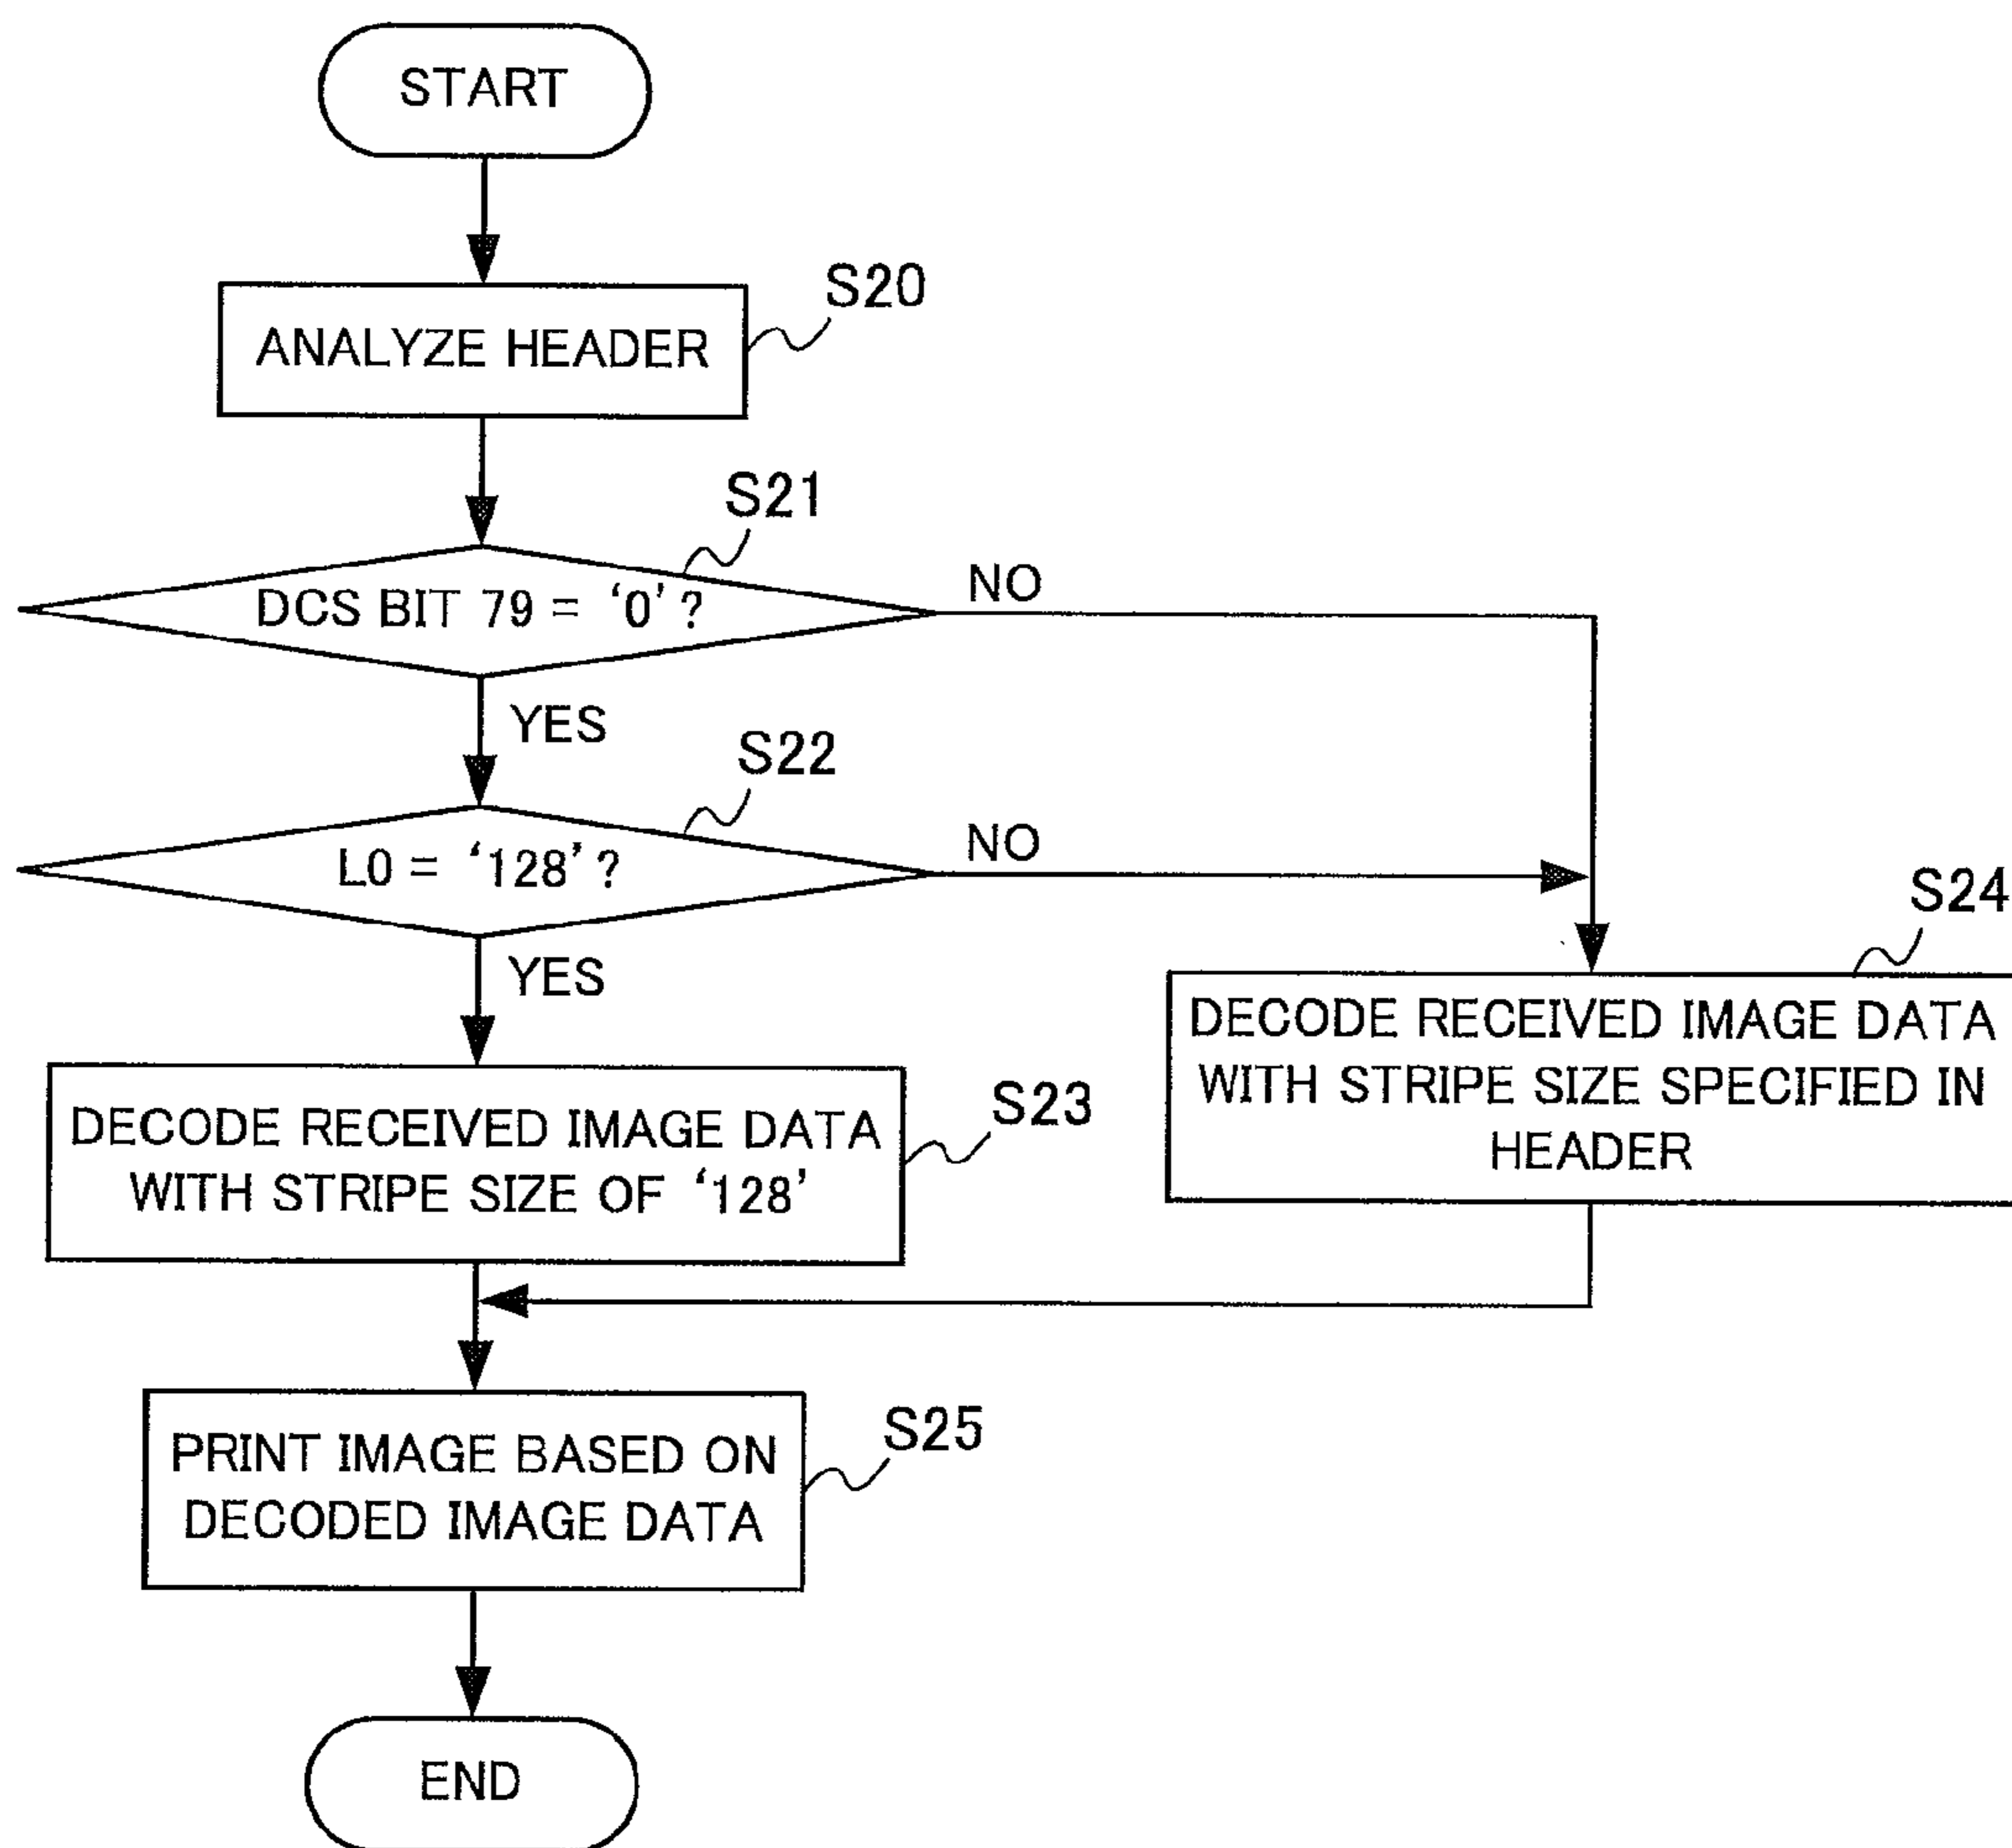 START
S20
ANALYZE HEADER
S21
DCS BIT 79 = ‘0’?
NO
YES
S22
L0 = ‘128’?
NO
YES
S24
DECODE RECEIVED IMAGE DATA
WITH STRIPE SIZE SPECIFIED IN
HEADER
S23
DECODE RECEIVED IMAGE DATA
WITH STRIPE SIZE OF ‘128’
S25
PRINT IMAGE BASED ON
DECODED IMAGE DATA
END